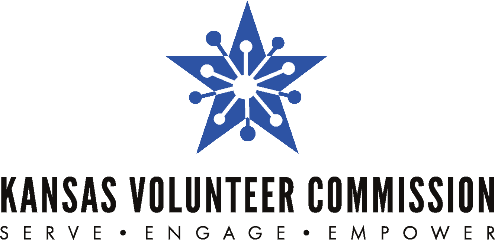 KANSAS VOLUNTEER COMMISSION
SERVE • ENGAGE • EMPOWER